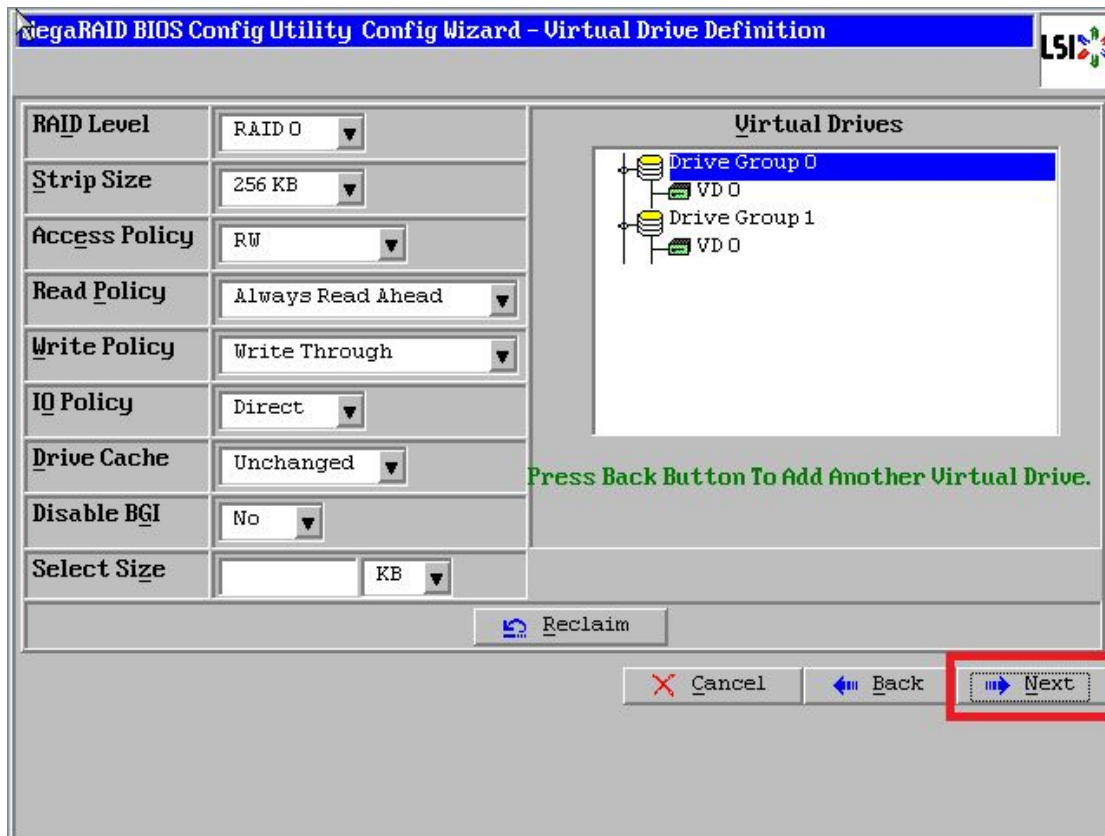 MegaRAID BIOS Config Utility Config Wizard – Virtual Drive Definition
LSI
RAID Level
RAID 0
Strip Size
256 KB
Access Policy
RW
Read Policy
Always Read Ahead
Write Policy
Write Through
IO Policy
Direct
Drive Cache
Unchanged
Disable BGI
No
Select Size
KB
Virtual Drives
Drive Group 0
VD 0
Drive Group 1
VD 0
Press Back Button To Add Another Virtual Drive.
Reclaim
Cancel
Back
Next